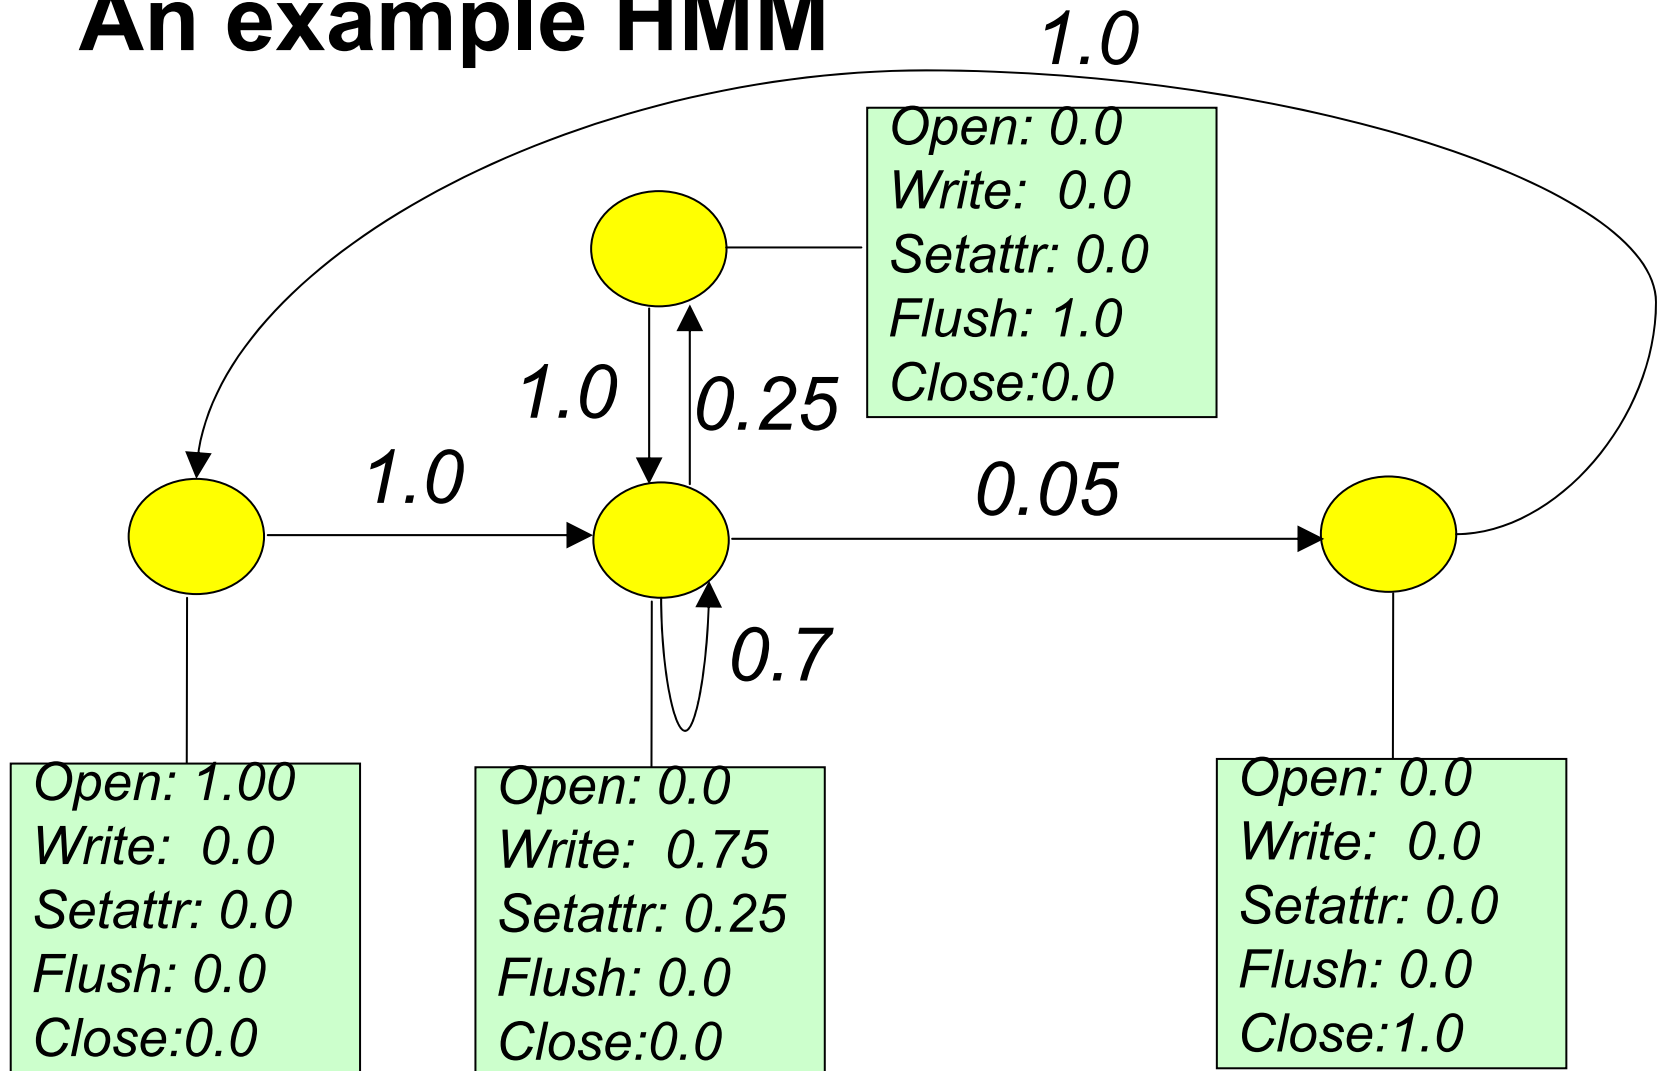 An example HMM
1.0
Open: 0.0
Write: 0.0
Setattr: 0.0
Flush: 1.0
Close:0.0
1.0
0.25
1.0
0.05
0.7
Open: 1.00
Write: 0.0
Setattr: 0.0
Flush: 0.0
Close:0.0
Open: 0.0
Write: 0.75
Setattr: 0.25
Flush: 0.0
Close:0.0
Open: 0.0
Write: 0.0
Setattr: 0.0
Flush: 0.0
Close:1.0